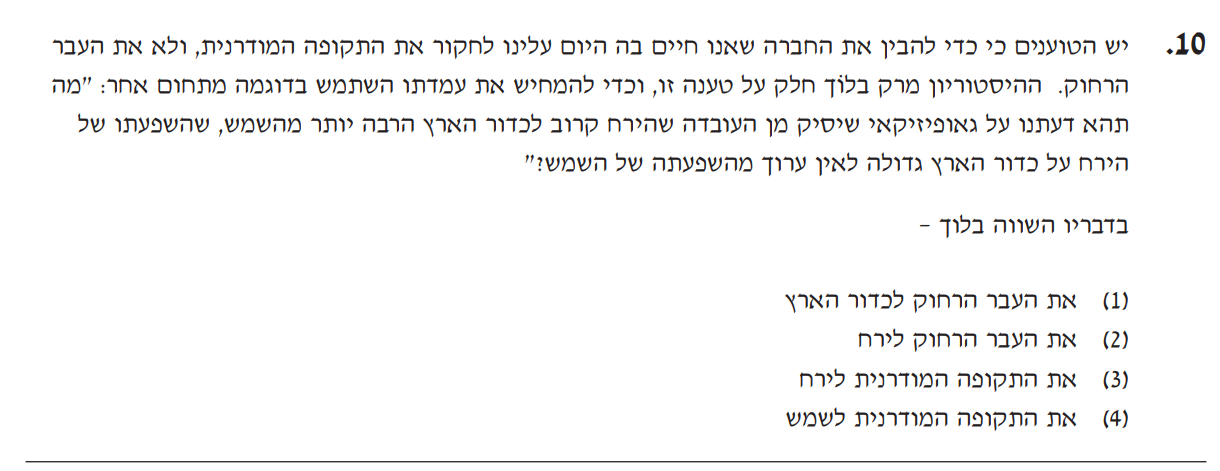 10. יש הטוענים כי כדי להבין את החברה שאנו חיים בה היום עלינו לחקור את התקופה המודרנית, ולא את העבר
הרחוק. ההיסטוריון מרק בלוֹך חלק על טענה זו, וכדי להמחיש את עמדתו השתמש בדוגמה מתחום אחר: "מה
תהא דעתנו על גאופיזיקאי שיסיק מן העובדה שהירח קרוב לכדור הארץ הרבה יותר מהשמש, שהשפעתו של
הירח על כדור הארץ גדולה לאין ערוך מהשפעתה של השמש?"
בדבריו השווה בלוך –
(1) את העבר הרחוק לכדור הארץ
(2) את העבר הרחוק לירח
(3) את התקופה המודרנית לירח
(4) את התקופה המודרנית לשמש